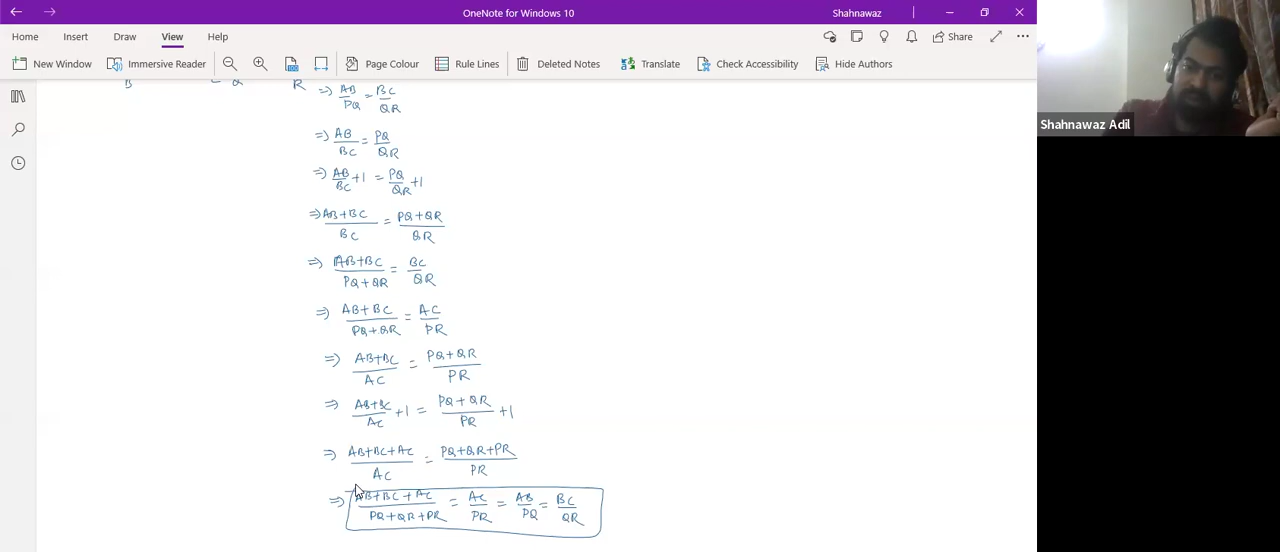 OneNote for Windows 10
Shahnawaz
Home Insert Draw View Help
Share
New Window Immersive Reader Page Colour Rule Lines Deleted Notes Translate Check Accessibility Hide Authors
Shahnawaz Adil
B Q R
⇒ AB/PQ = BC/QR
⇒ AB/BC = PQ/QR
⇒ AB/BC + 1 = PQ/QR + 1
⇒ AB+BC/BC = PQ+QR/QR
⇒ AB+BC/PQ+QR = BC/QR
⇒ AB+BC/PQ+QR = AC/PR
⇒ AB+BC/AC = PQ+QR/PR
⇒ AB+BC/AC + 1 = PQ+QR/PR + 1
⇒ AB+BC+AC/AC = PQ+QR+PR/PR
⇒ AB+BC+AC/PQ+QR+PR = AC/PR = AB/PQ = BC/QR